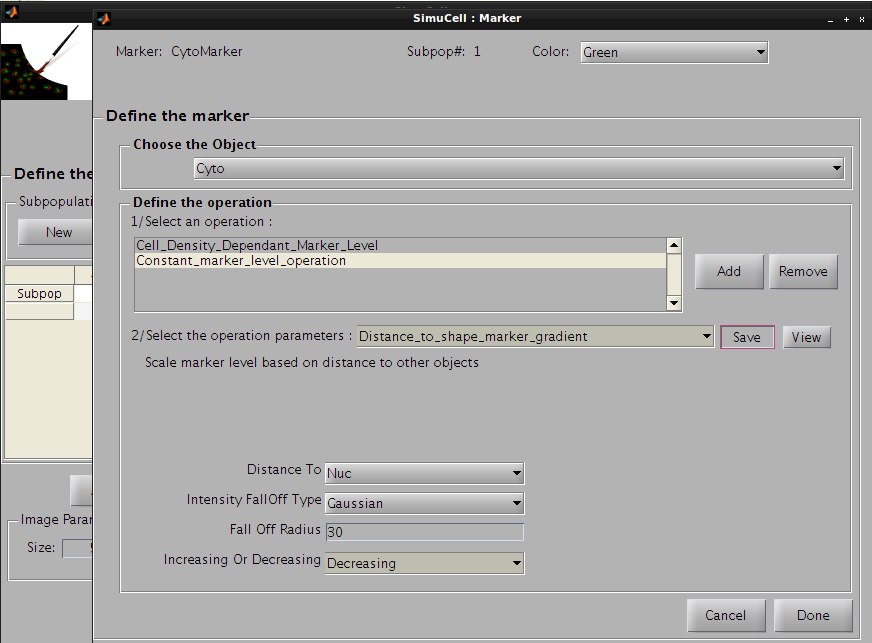 SimuCell : Marker
Marker: CytoMarker Subpop#: 1 Color: Green
Define the marker
Choose the Object
Define the
Cyto
Subpopulati
Define the operation
1/Select an operation :
New
Cell_Density_Dependant_Marker_Level
Constant_marker_level_operation
Add Remove
Subpop
2/Select the operation parameters : Distance_to_shape_marker_gradient Save View
Scale marker level based on distance to other objects
Distance To Nuc
Intensity FallOff Type Gaussian
Image Paran
Fall Off Radius 30
Size:
Increasing Or Decreasing Decreasing
Cancel Done